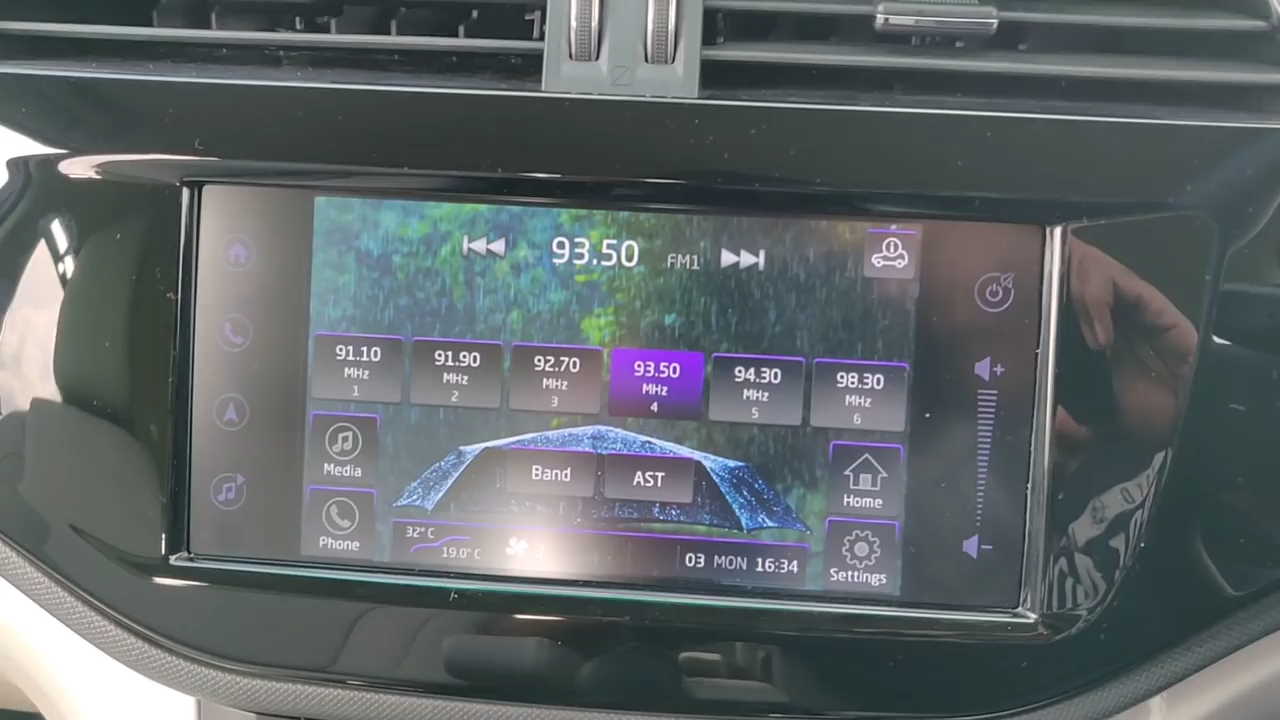 93.50 FM1
91.10 MHz 1
91.90 MHz 2
92.70 MHz 3
93.50 MHz 4
94.30 MHz 5
98.30 MHz 6
Media
Band
AST
Home
Phone
32°C
19.0°C
3
03 MON 16:34
Settings